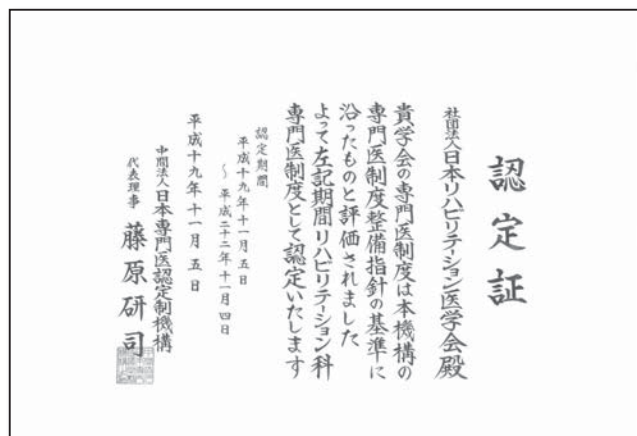 認定証
社団法人日本リハビリテーション医学会殿
貴学会の専門医制度は本機構の
専門医制度整備指針の基準に
沿ったものと評価されました
よって左記期間リハビリテーション科
専門医制度として認定いたします
認定期間
平成十九年十一月五日
～平成二十二年十一月四日
平成十九年十一月五日
中間法人日本専門医認定制機構
代表理事 藤原研司